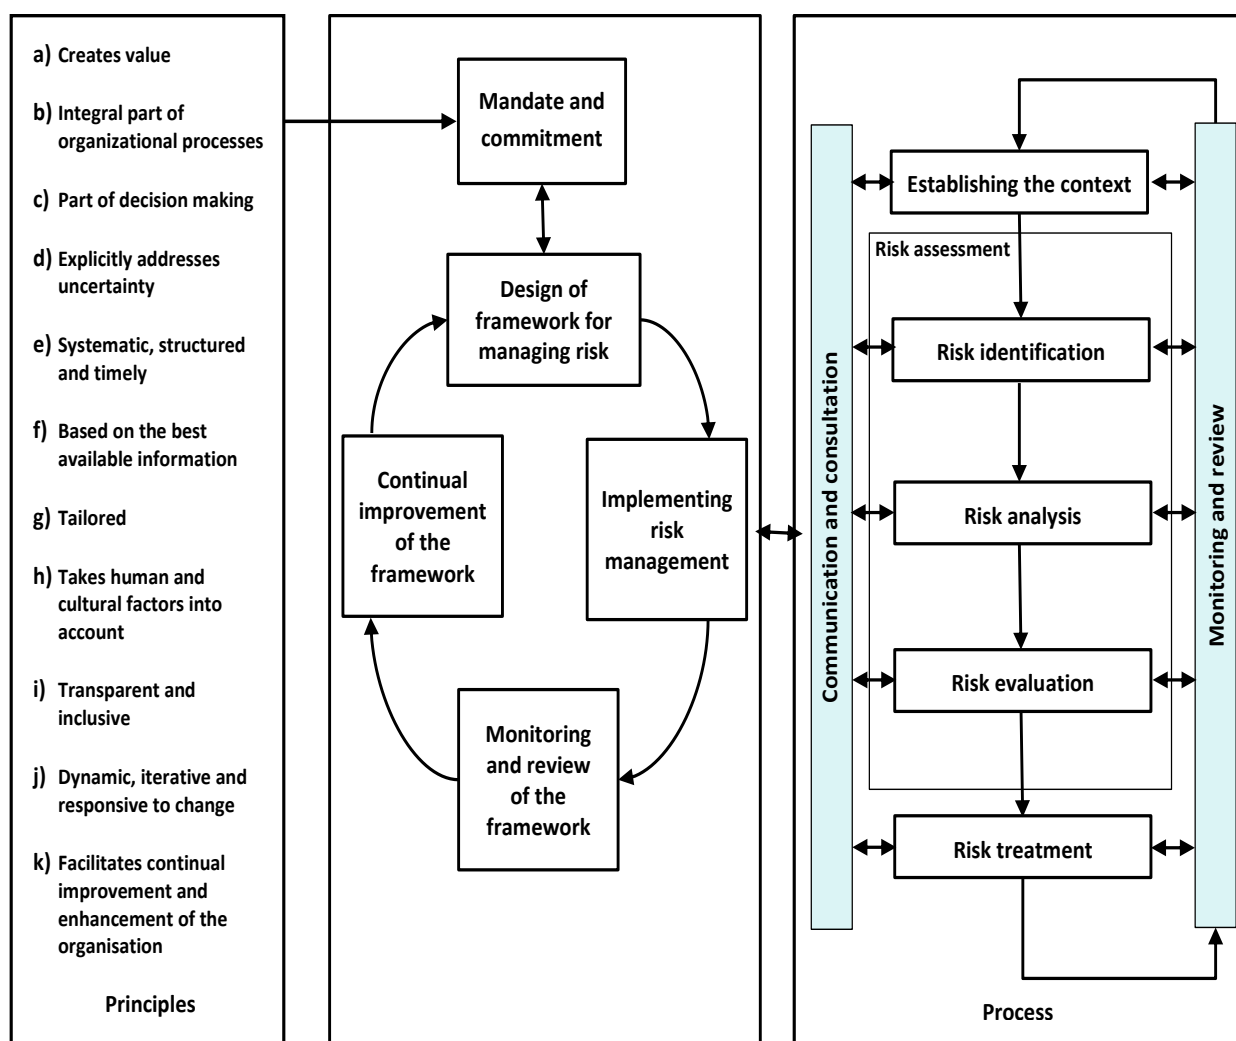 a) Creates value
b) Integral part of
organizational processes
c) Part of decision making
d) Explicitly addresses
uncertainty
e) Systematic, structured
and timely
f) Based on the best
available information
g) Tailored
h) Takes human and
cultural factors into
account
i) Transparent and
inclusive
j) Dynamic, iterative and
responsive to change
k) Facilitates continual
improvement and
enhancement of the
organisation
Principles
Mandate and
commitment
Design of
framework for
managing risk
Implementing
risk
management
Monitoring
and review
of the
framework
Continual
improvement
of the
framework
Communication and consultation
Establishing the context
Risk assessment
Risk identification
Risk analysis
Risk evaluation
Risk treatment
Monitoring and review
Process